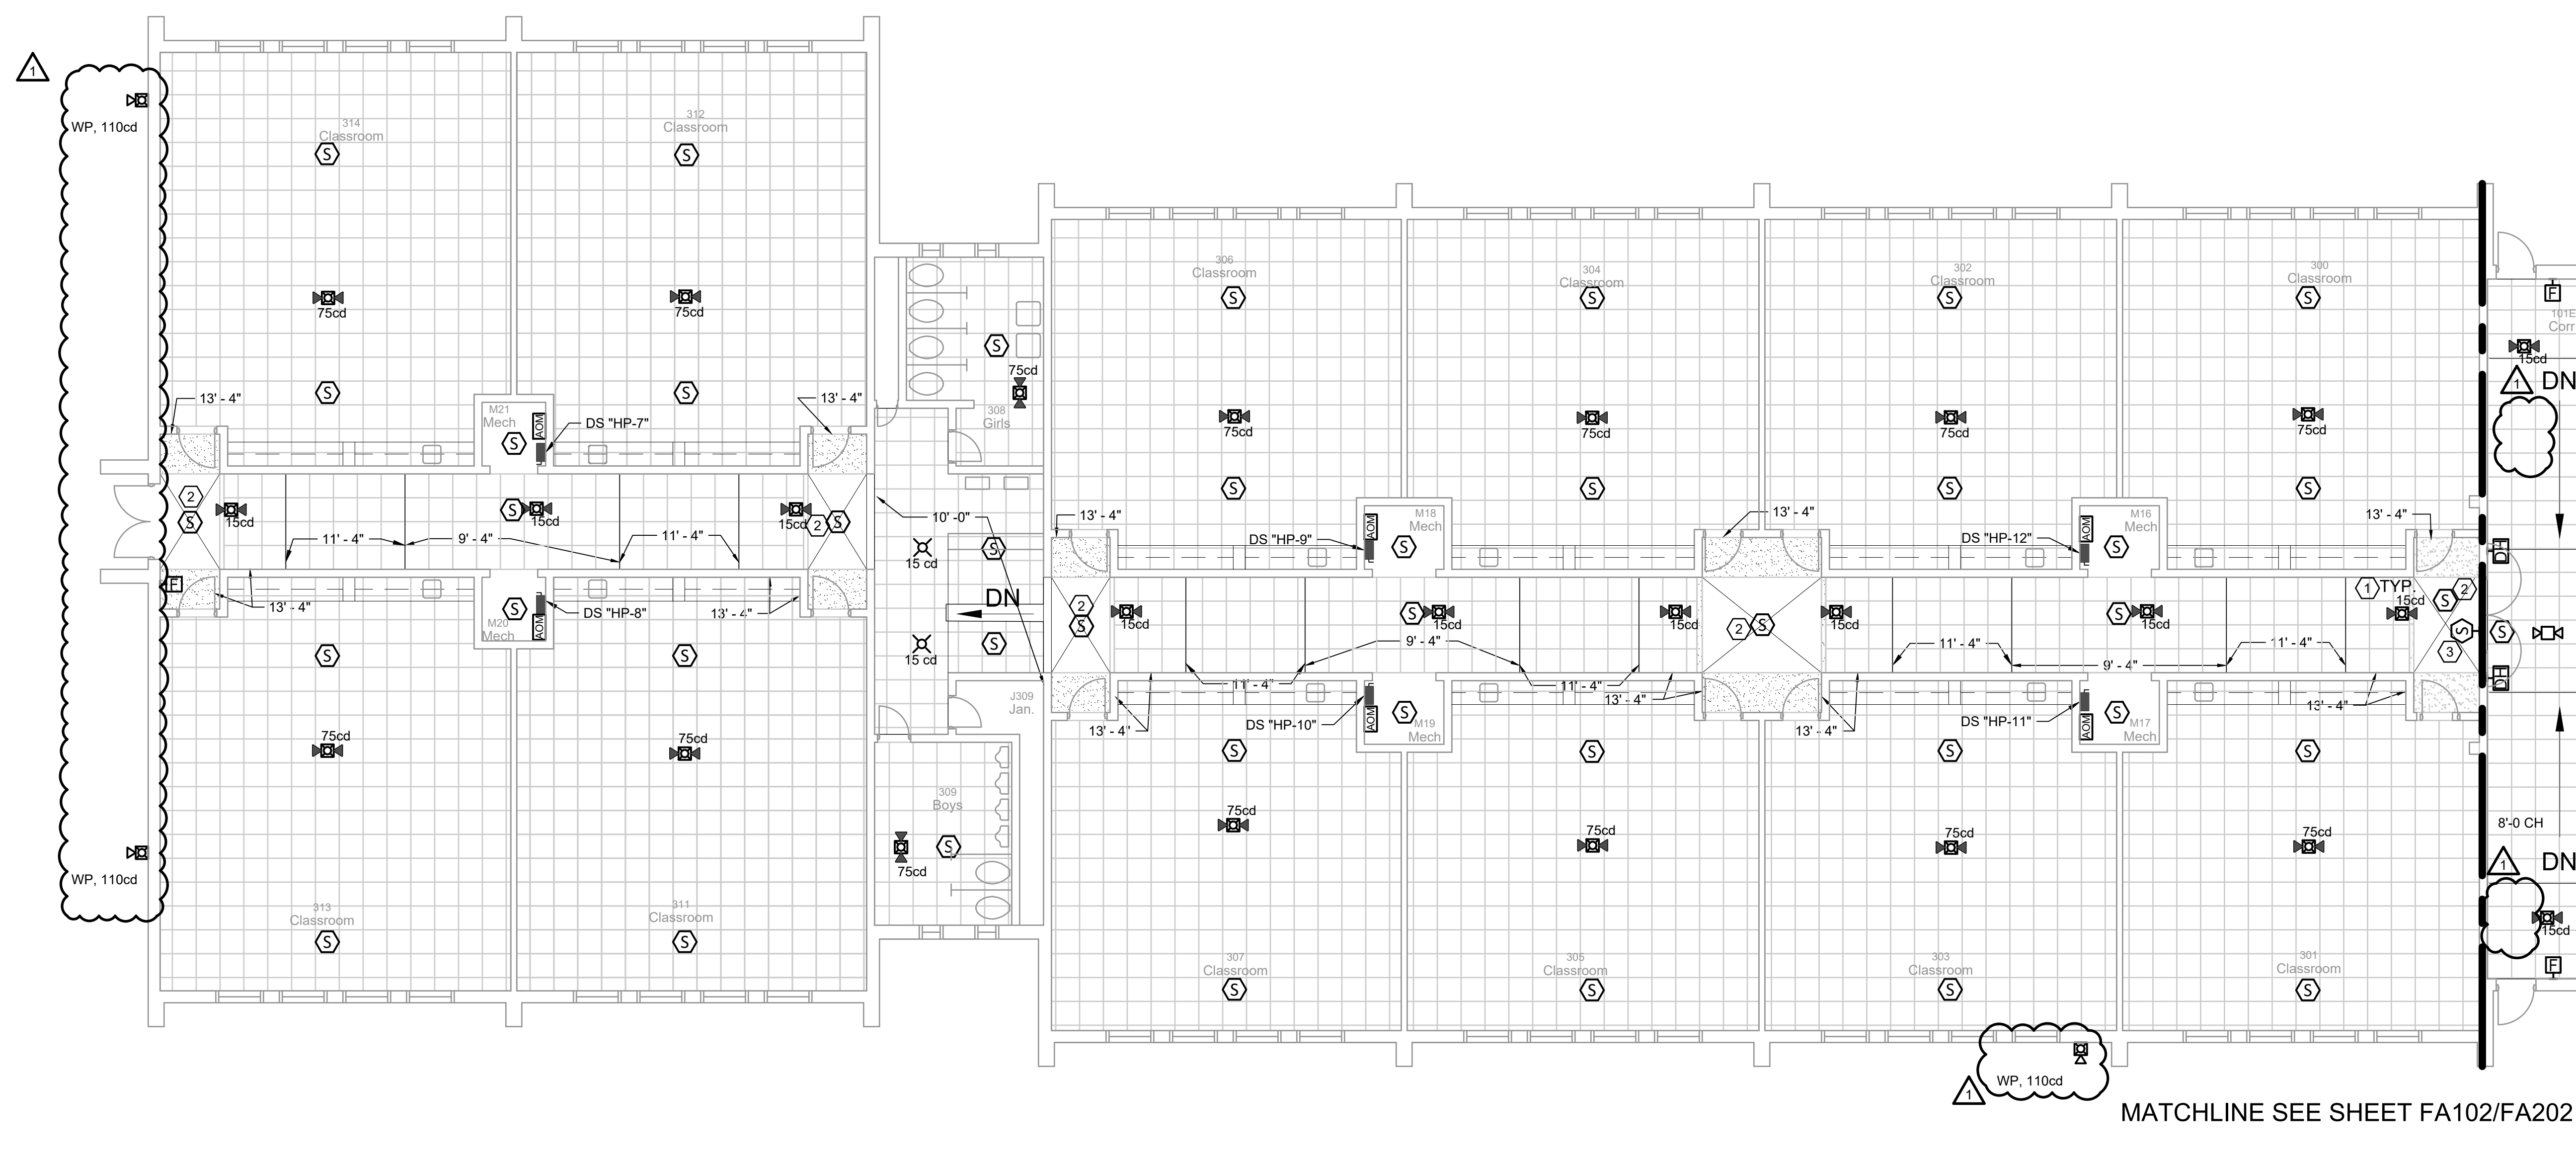 1
WP, 110cd
314
Classroom
S
312
Classroom
S
75cd
75cd
S
S
13' - 4"
M21
Mech
AOM
S
DS "HP-7"
13' - 4"
S
75cd
308
Girls
306
Classroom
S
304
Classroom
S
302
Classroom
S
300
Classroom
S
F
101E
Corr
15cd
1
DN
75cd
75cd
75cd
75cd
S
S
S
S
2
S
15cd
S
15cd
15cd
2
S
10' -0"
11' - 4"
9' - 4"
11' - 4"
13' - 4"
DS "HP-9"
AOM
M18
Mech
S
13' - 4"
DS "HP-12"
AOM
M16
Mech
S
13' - 4"
DH
15 cd
S
F
13' - 4"
M20
Mech
S
AOM
DS "HP-8"
13' - 4"
DN
15 cd
S
2
S
15cd
S
15cd
15cd
2
S
15cd
S
15cd
1
TYP.
15cd
S
2
S
S
3
DH
9' - 4"
11' - 4"
11' - 4"
11' - 4"
9' - 4"
11' - 4"
13' - 4"
13' - 4"
13' - 4"
13' - 4"
S
S
J309
Jan.
DS "HP-10"
AOM
S
M19
Mech
DS "HP-11"
AOM
S
M17
Mech
75cd
75cd
S
S
S
S
309
Boys
S
75cd
75cd
75cd
75cd
75cd
8'-0 CH
1
DN
WP, 110cd
313
Classroom
S
311
Classroom
S
15cd
F
307
Classroom
S
305
Classroom
S
303
Classroom
S
301
Classroom
S
WP, 110cd
1
MATCHLINE SEE SHEET FA102/FA202